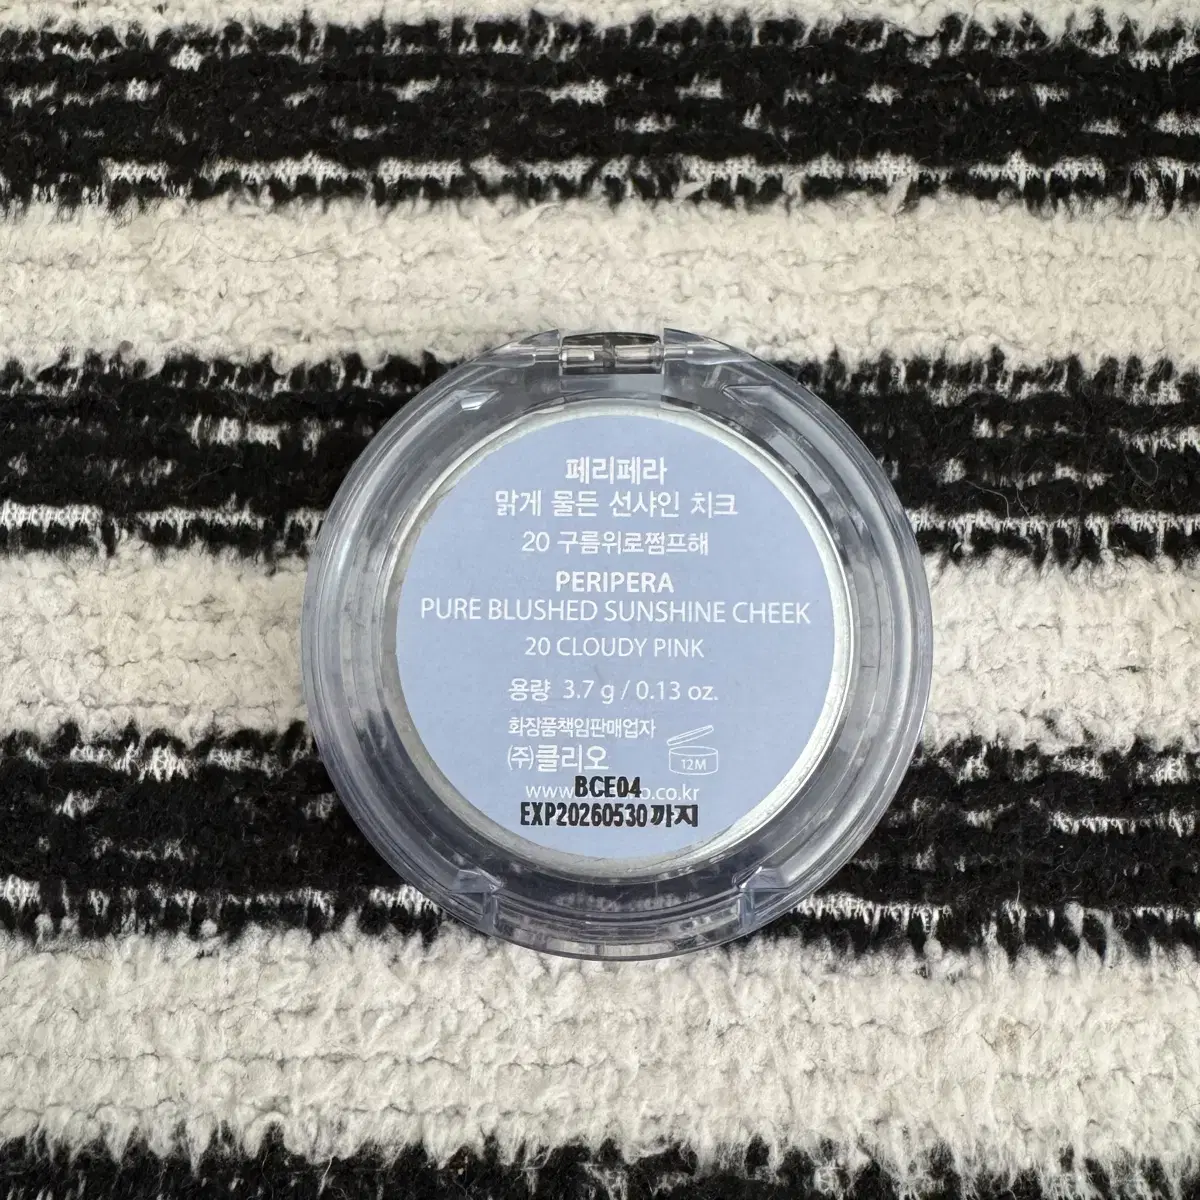 페리페라
맑게 물든 선샤인 치크
20 구름위로쩜프해
PERIPERA
PURE BLUSHED SUNSHINE CHEEK
20 CLOUDY PINK
용량 3.7 g / 0.13 oz.
화장품책임판매업자
㈜클리오
12M
BCE04
EXP20260530까지